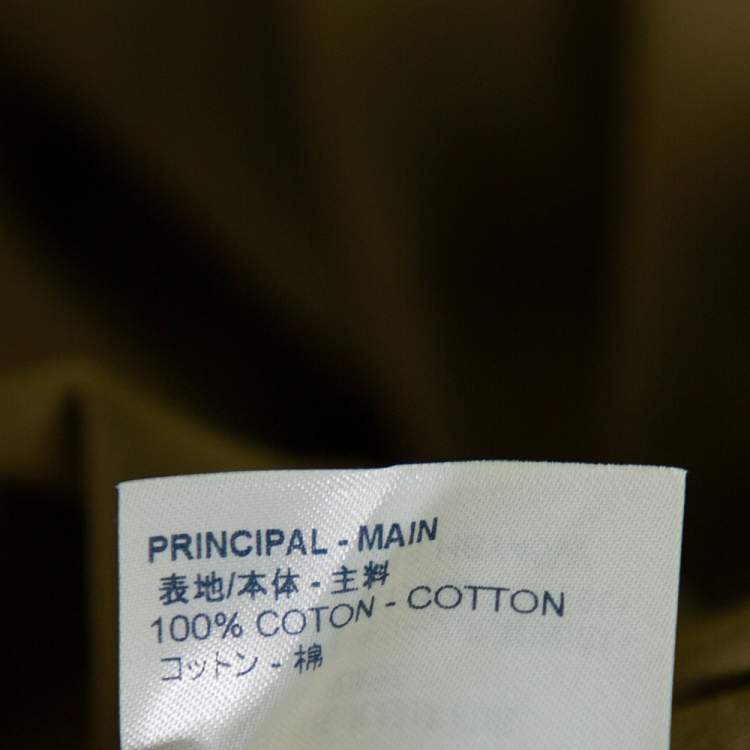 PRINCIPAL - MAIN
表地/本体 - 主料
100% COTON - COTTON
コットン - 棉